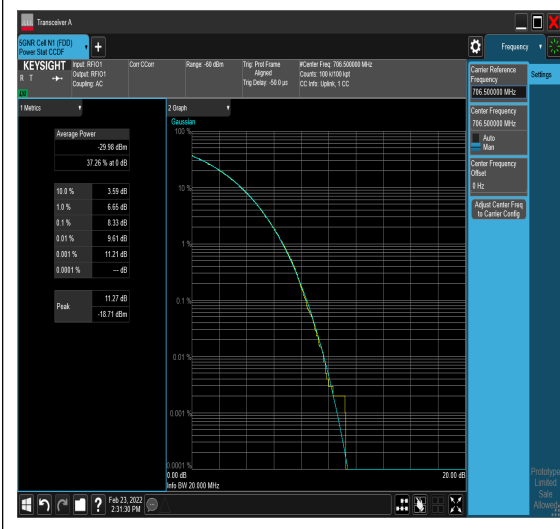 Transceiver A
5GNR Cell N1 (FDD)
Power Stat CCDF
Frequency
KEYSIGHT
R T
Input: RFIO1
Output: RFIO1
Coupling: AC
Corr CCorr
Range: -60 dBm
Trig: Prot Frame
Aligned
Trig Delay: -50.0 µs
#Center Freq: 706.500000 MHz
Counts: 100 k/100 kpt
CC Info: Uplink, 1 CC
1 Metrics
Average Power
-29.98 dBm
37.26 % at 0 dB
10.0 % 3.59 dB
1.0 % 6.65 dB
0.1 % 8.33 dB
0.01 % 9.61 dB
0.001 % 11.21 dB
0.0001 % --- dB
Peak
11.27 dB
-18.71 dBm
2 Graph
Gaussian
100 %
10 %
1 %
0.1 %
0.01 %
0.001 %
0.0001 %
0.00 dB
20.00 dB
Info BW 20.000 MHz
Carrier Reference
Frequency
706.500000 MHz
Center Frequency
706.500000 MHz
Auto
Man
Center Frequency
Offset
0 Hz
Adjust Center Freq
to Carrier Config
Settings
Prototype
Limited
Sale
Allowed
Feb 23, 2022
2:31:30 PM